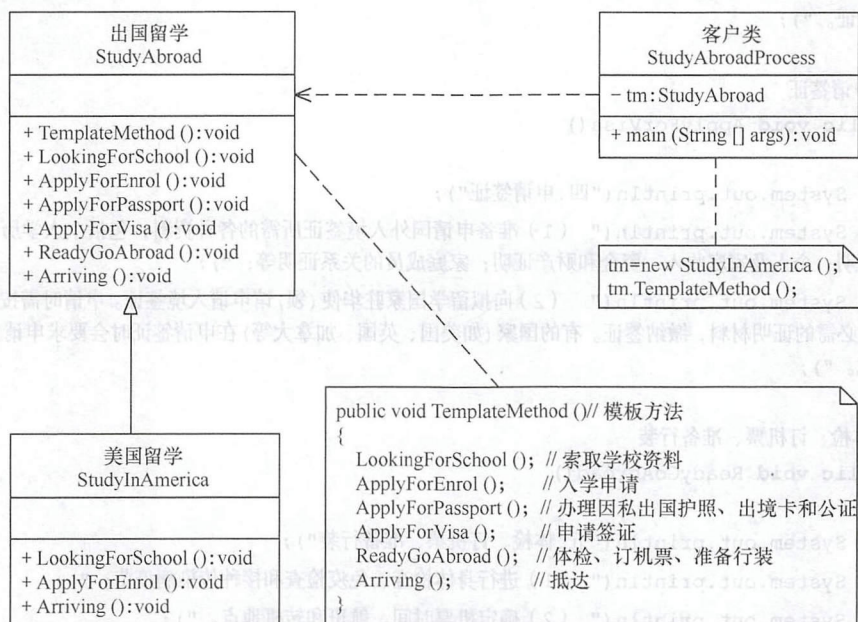 出国留学
StudyAbroad
+ TemplateMethod ():void
+ LookingForSchool ():void
+ ApplyForEnrol ():void
+ ApplyForPassport ():void
+ ApplyForVisa ():void
+ ReadyGoAbroad ():void
+ Arriving ():void
客户类
StudyAbroadProcess
- tm:StudyAbroad
+ main (String [] args):void
tm=new StudyInAmerica ();
tm.TemplateMethod ();
美国留学
StudyInAmerica
+ LookingForSchool ():void
+ ApplyForEnrol ():void
+ Arriving ():void
public void TemplateMethod ()// 模板方法
{
LookingForSchool (); // 索取学校资料
ApplyForEnrol (); // 入学申请
ApplyForPassport (); // 办理因私出国护照、出境卡和公证
ApplyForVisa (); // 申请签证
ReadyGoAbroad (); // 体检、订机票、准备行装
Arriving (); // 抵达
}